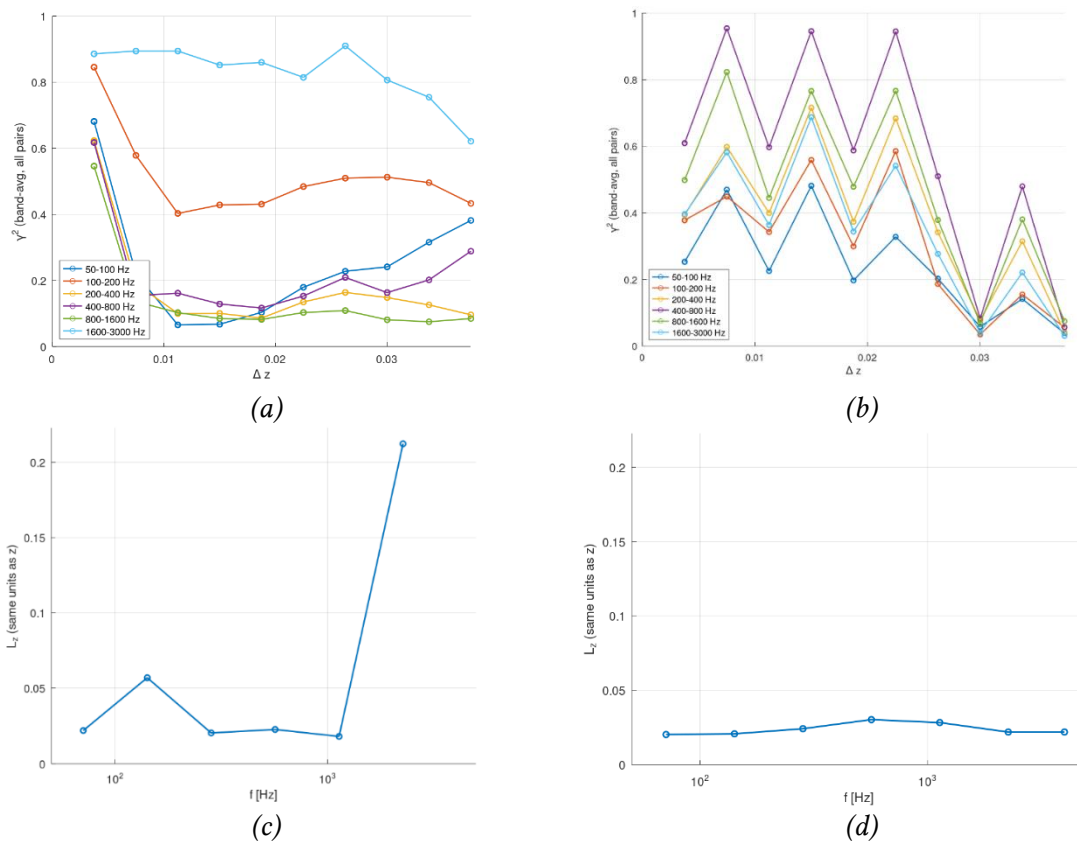 1
0.8
0.6
0.4
0.2
0
γ² (band-avg, all pairs)
50-100 Hz
100-200 Hz
200-400 Hz
400-800 Hz
800-1600 Hz
1600-3000 Hz
0
0.01
0.02
0.03
Δ z
(a)
1
0.8
0.6
0.4
0.2
0
γ² (band-avg, all pairs)
50-100 Hz
100-200 Hz
200-400 Hz
400-800 Hz
800-1600 Hz
1600-3000 Hz
0
0.01
0.02
0.03
Δ z
(b)
0.2
0.15
0.1
0.05
0
L_z (same units as z)
10²
10³
f [Hz]
(c)
0.2
0.15
0.1
0.05
0
L_z (same units as z)
10²
10³
f [Hz]
(d)